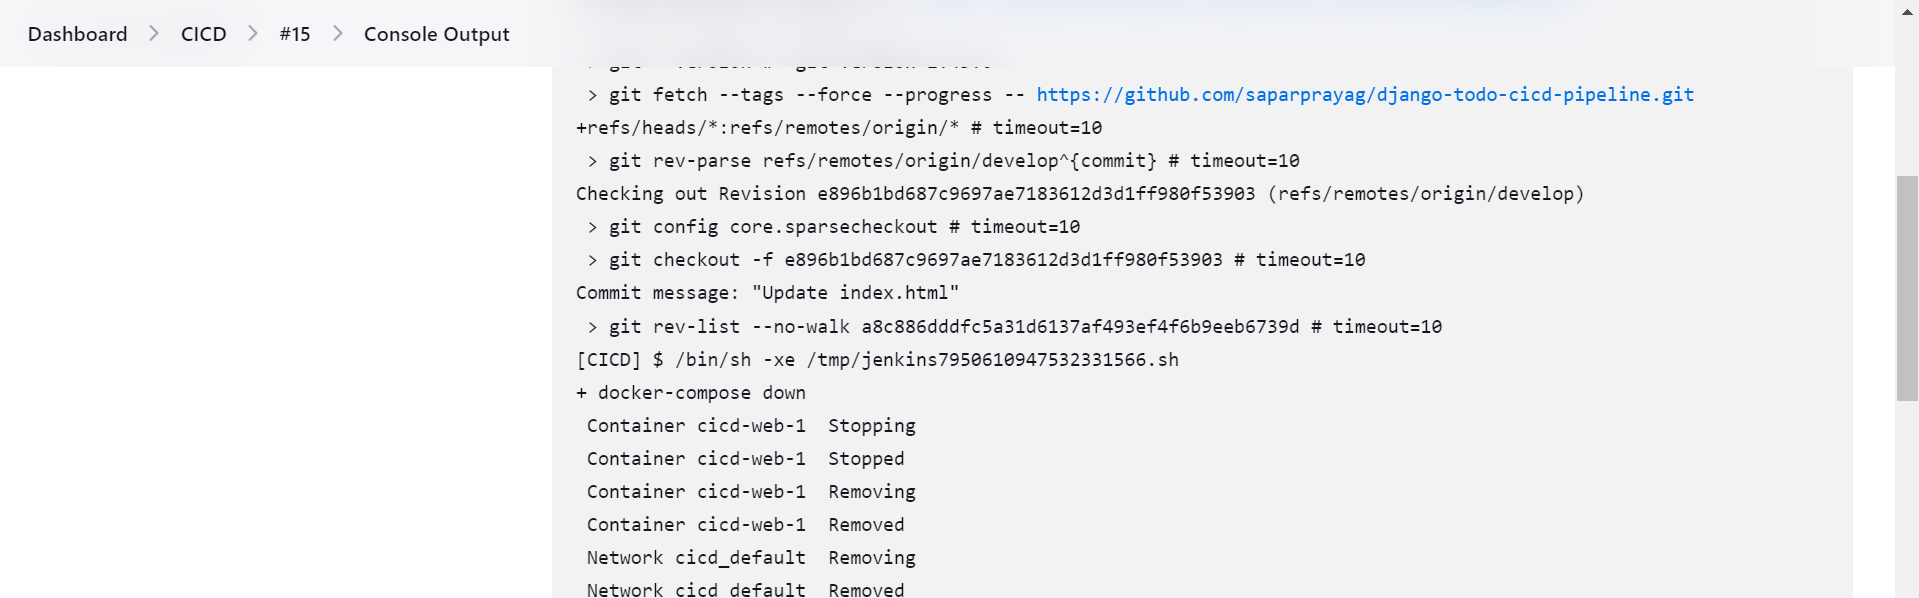 Dashboard > CICD > #15 > Console Output
> git fetch --tags --force --progress -- https://github.com/saparprayag/django-todo-cicd-pipeline.git
+refs/heads/*:refs/remotes/origin/* # timeout=10
> git rev-parse refs/remotes/origin/develop^{commit} # timeout=10
Checking out Revision e896b1bd687c9697ae7183612d3d1ff980f53903 (refs/remotes/origin/develop)
> git config core.sparsecheckout # timeout=10
> git checkout -f e896b1bd687c9697ae7183612d3d1ff980f53903 # timeout=10
Commit message: "Update index.html"
> git rev-list --no-walk a8c886dddfc5a31d6137af493ef4f6b9eeb6739d # timeout=10
[CICD] $ /bin/sh -xe /tmp/jenkins7950610947532331566.sh
+ docker-compose down
Container cicd-web-1  Stopping
Container cicd-web-1  Stopped
Container cicd-web-1  Removing
Container cicd-web-1  Removed
Network cicd_default  Removing
Network cicd_default  Removed